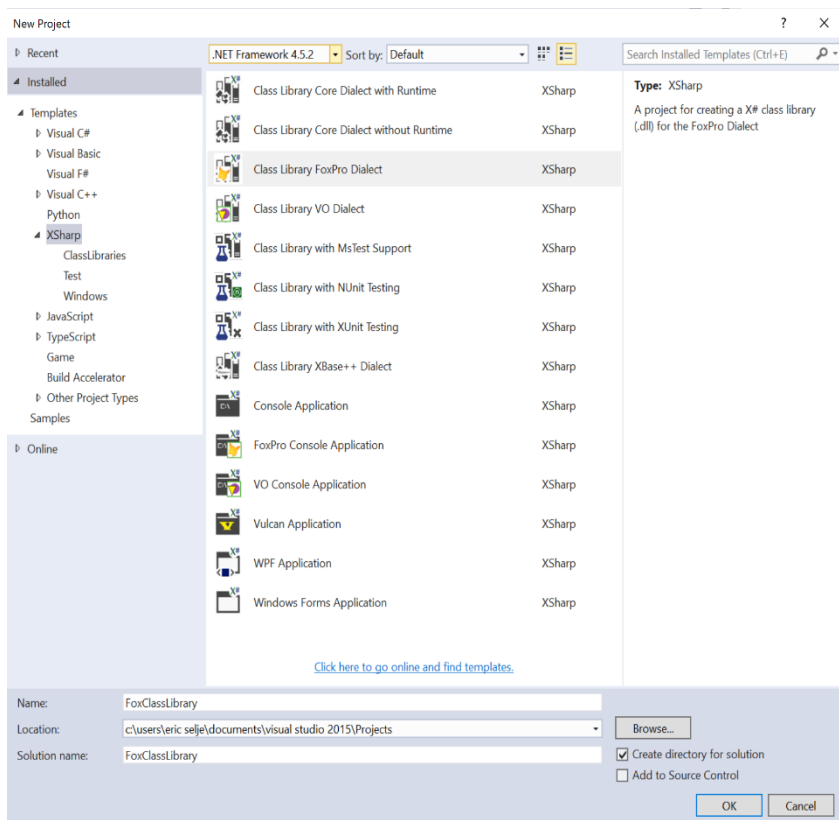 New Project
Recent
.NET Framework 4.5.2 Sort by: Default
Search Installed Templates (Ctrl+E)
Installed
Templates
Visual C#
Visual Basic
Visual F#
Visual C++
Python
XSharp
ClassLibraries
Test
Windows
JavaScript
TypeScript
Game
Build Accelerator
Other Project Types
Samples
Online
Class Library Core Dialect with Runtime XSharp
Class Library Core Dialect without Runtime XSharp
Class Library FoxPro Dialect XSharp
Class Library VO Dialect XSharp
Class Library with MsTest Support XSharp
Class Library with NUnit Testing XSharp
Class Library with XUnit Testing XSharp
Class Library XBase++ Dialect XSharp
Console Application XSharp
FoxPro Console Application XSharp
VO Console Application XSharp
Vulcan Application XSharp
WPF Application XSharp
Windows Forms Application XSharp
Click here to go online and find templates.
Type: XSharp
A project for creating a X# class library
(.dll) for the FoxPro Dialect
Name: FoxClassLibrary
Location: c:\users\eric selje\documents\visual studio 2015\Projects Browse...
Solution name: FoxClassLibrary
Create directory for solution
Add to Source Control
OK Cancel